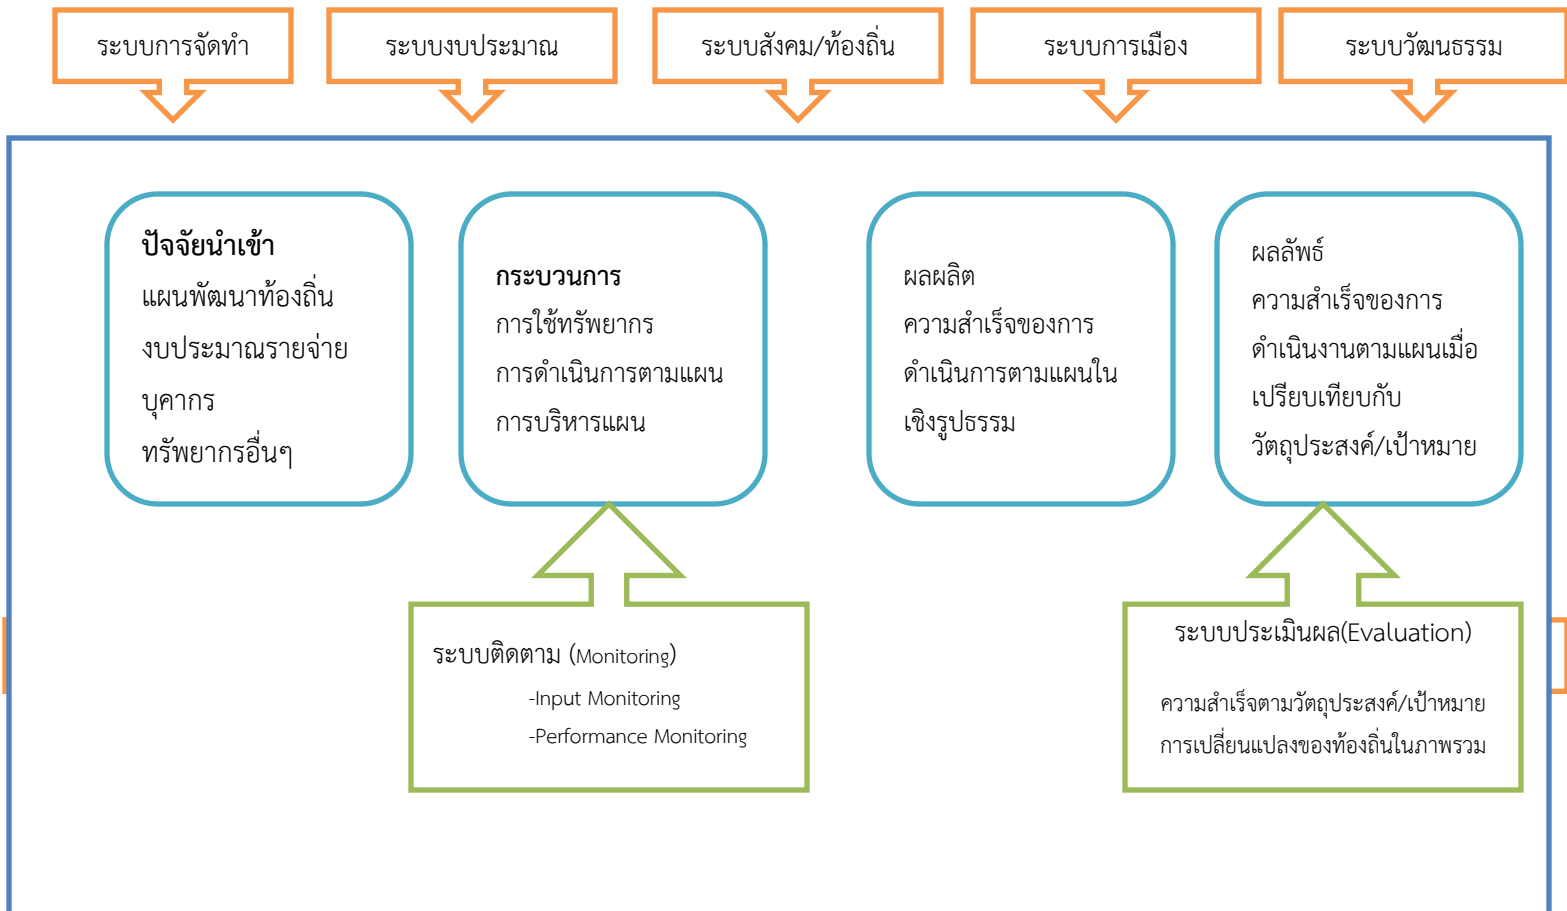 ระบบการจัดทำ
ระบบงบประมาณ
ระบบสังคม/ท้องถิ่น
ระบบการเมือง
ระบบวัฒนธรรม
ปัจจัยนำเข้า
แผนพัฒนาท้องถิ่น
งบประมาณรายจ่าย
บุคากร
ทรัพยากรอื่นๆ
กระบวนการ
การใช้ทรัพยากร
การดำเนินการตามแผน
การบริหารแผน
ผลผลิต
ความสำเร็จของการ
ดำเนินการตามแผนใน
เชิงรูปธรรม
ผลลัพธ์
ความสำเร็จของการ
ดำเนินงานตามแผนเมื่อ
เปรียบเทียบกับ
วัตถุประสงค์/เป้าหมาย
ระบบติดตาม (Monitoring)
-Input Monitoring
-Performance Monitoring
ระบบประเมินผล(Evaluation)
ความสำเร็จตามวัตถุประสงค์/เป้าหมาย
การเปลี่ยนแปลงของท้องถิ่นในภาพรวม